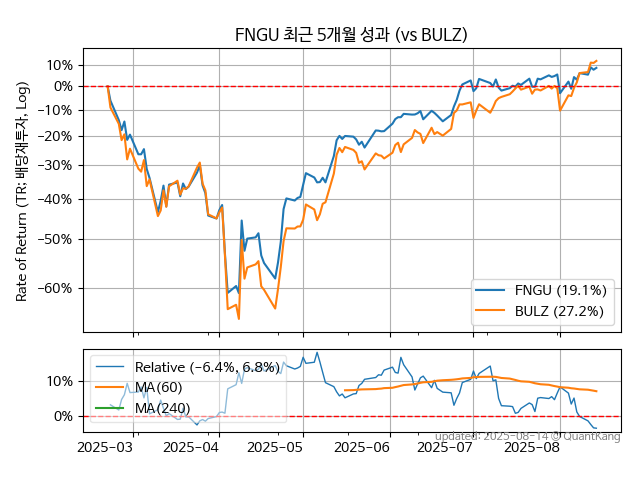 FNGU 최근 5개월 성과 (vs BULZ)
Rate of Return (TR: 배당재투자, Log)
10%
0%
−10%
−20%
−30%
−40%
−50%
−60%
FNGU (19.1%)
BULZ (27.2%)
10%
0%
Relative (−6.4%, 6.8%)
MA(60)
MA(240)
2025−03
2025−04
2025−05
2025−06
2025−07
2025−08
updated: 2025-08-14 © QuantKang